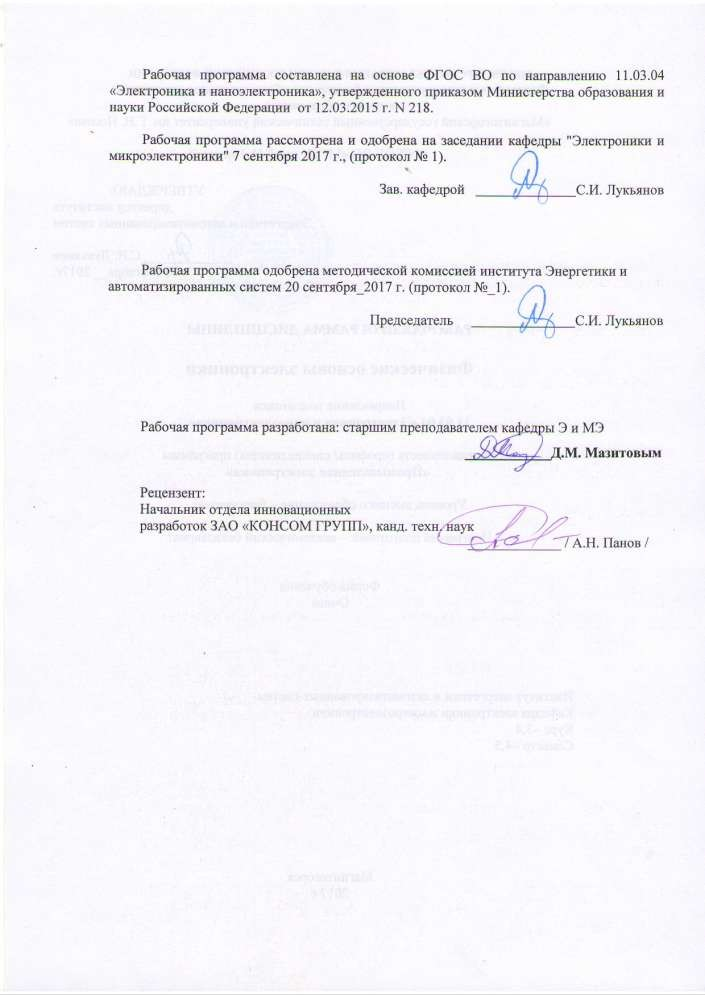 Рабочая программа составлена на основе ФГОС ВО по направлению 11.03.04
«Электроника и наноэлектроника», утвержденного приказом Министерства образования и
науки Российской Федерации от 12.03.2015 г. N 218.
Рабочая программа рассмотрена и одобрена на заседании кафедры "Электроники и
микроэлектроники" 7 сентября 2017 г., (протокол № 1).
Зав. кафедрой ______________С.И. Лукьянов
Рабочая программа одобрена методической комиссией института Энергетики и
автоматизированных систем 20 сентября_2017 г. (протокол №_1).
Председатель ______________С.И. Лукьянов
Рабочая программа разработана: старшим преподавателем кафедры Э и МЭ
____________Д.М. Мазитовым
Рецензент:
Начальник отдела инновационных
разработок ЗАО «КОНСОМ ГРУПП», канд. техн. наук
_____________ / А.Н. Панов /